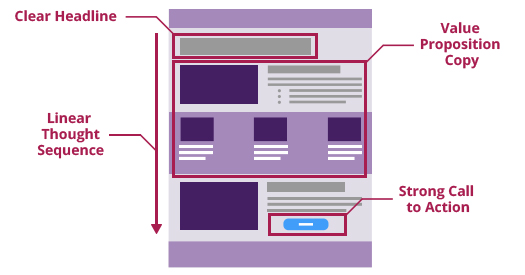 Clear Headline
Value
Proposition
Copy
Linear
Thought
Sequence
Strong Call
to Action